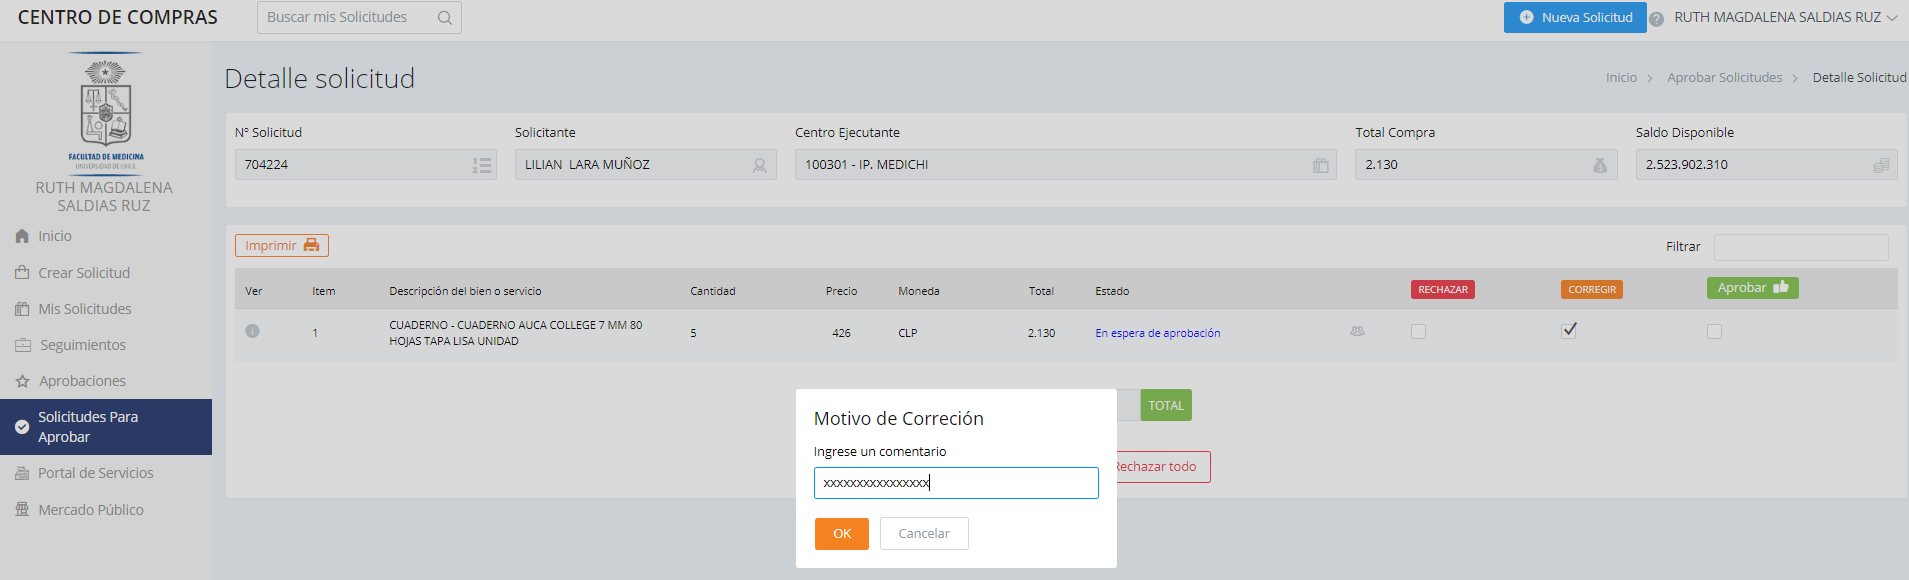 CENTRO DE COMPRAS
Buscar mis Solicitudes
Nueva Solicitud
RUTH MAGDALENA SALDIAS RUZ
FACULTAD DE MEDICINA
UNIVERSIDAD DE CHILE
RUTH MAGDALENA
SALDIAS RUZ
Inicio
Crear Solicitud
Mis Solicitudes
Seguimientos
Aprobaciones
Solicitudes Para
Aprobar
Portal de Servicios
Mercado Público
Detalle solicitud
Inicio > Aprobar Solicitudes > Detalle Solicitud
N° Solicitud Solicitante Centro Ejecutante Total Compra Saldo Disponible
704224 LILIAN LARA MUÑOZ 100301 - IP. MEDICHI 2.130 2.523.902.310
Imprimir
Filtrar
Ver Item Descripción del bien o servicio Cantidad Precio Moneda Total Estado RECHAZAR CORREGIR Aprobar
1 CUADERNO - CUADERNO AUCA COLLEGE 7 MM 80
HOJAS TAPA LISA UNIDAD
5 426 CLP 2.130 En espera de aprobación
TOTAL
Rechazar todo
Motivo de Correción
Ingrese un comentario
xxxxxxxxxxxxxxxx
OK Cancelar